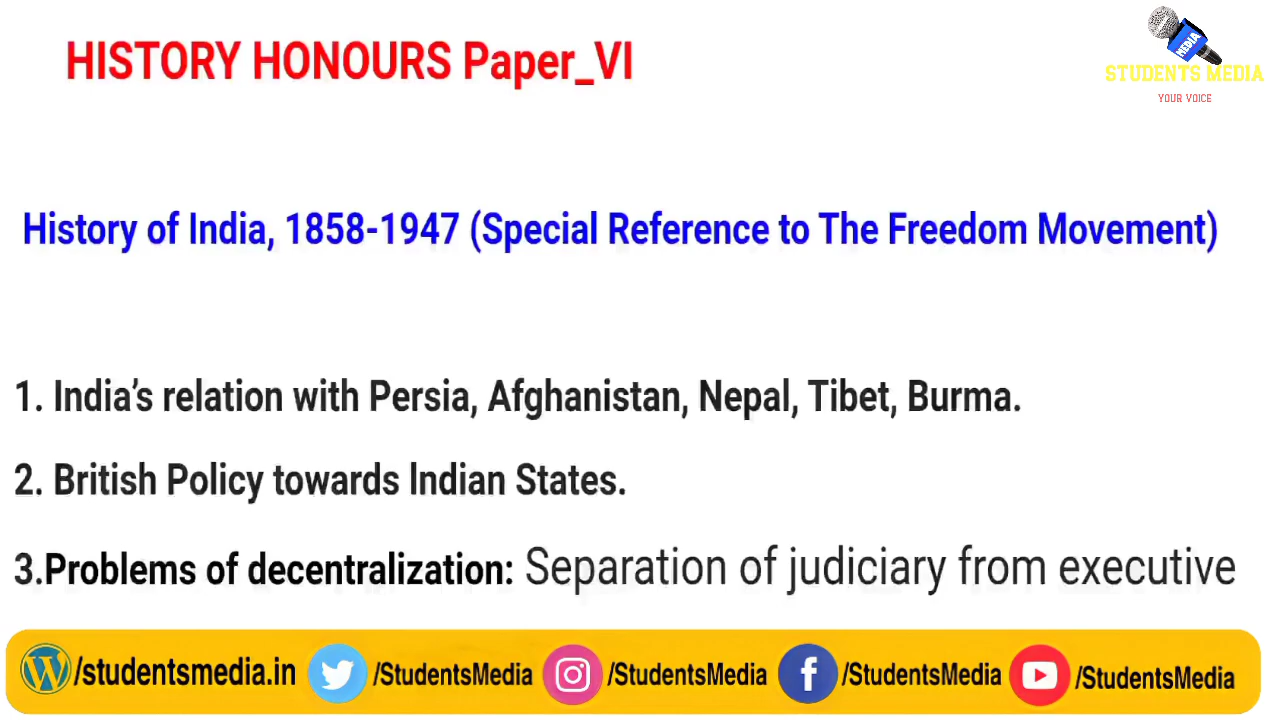 HISTORY HONOURS Paper_VI
MEDIA
STUDENTS MEDIA
YOUR VOICE
History of India, 1858-1947 (Special Reference to The Freedom Movement)
1. India's relation with Persia, Afghanistan, Nepal, Tibet, Burma.
2. British Policy towards Indian States.
3.Problems of decentralization: Separation of judiciary from executive
/studentsmedia.in /StudentsMedia /StudentsMedia /StudentsMedia /StudentsMedia